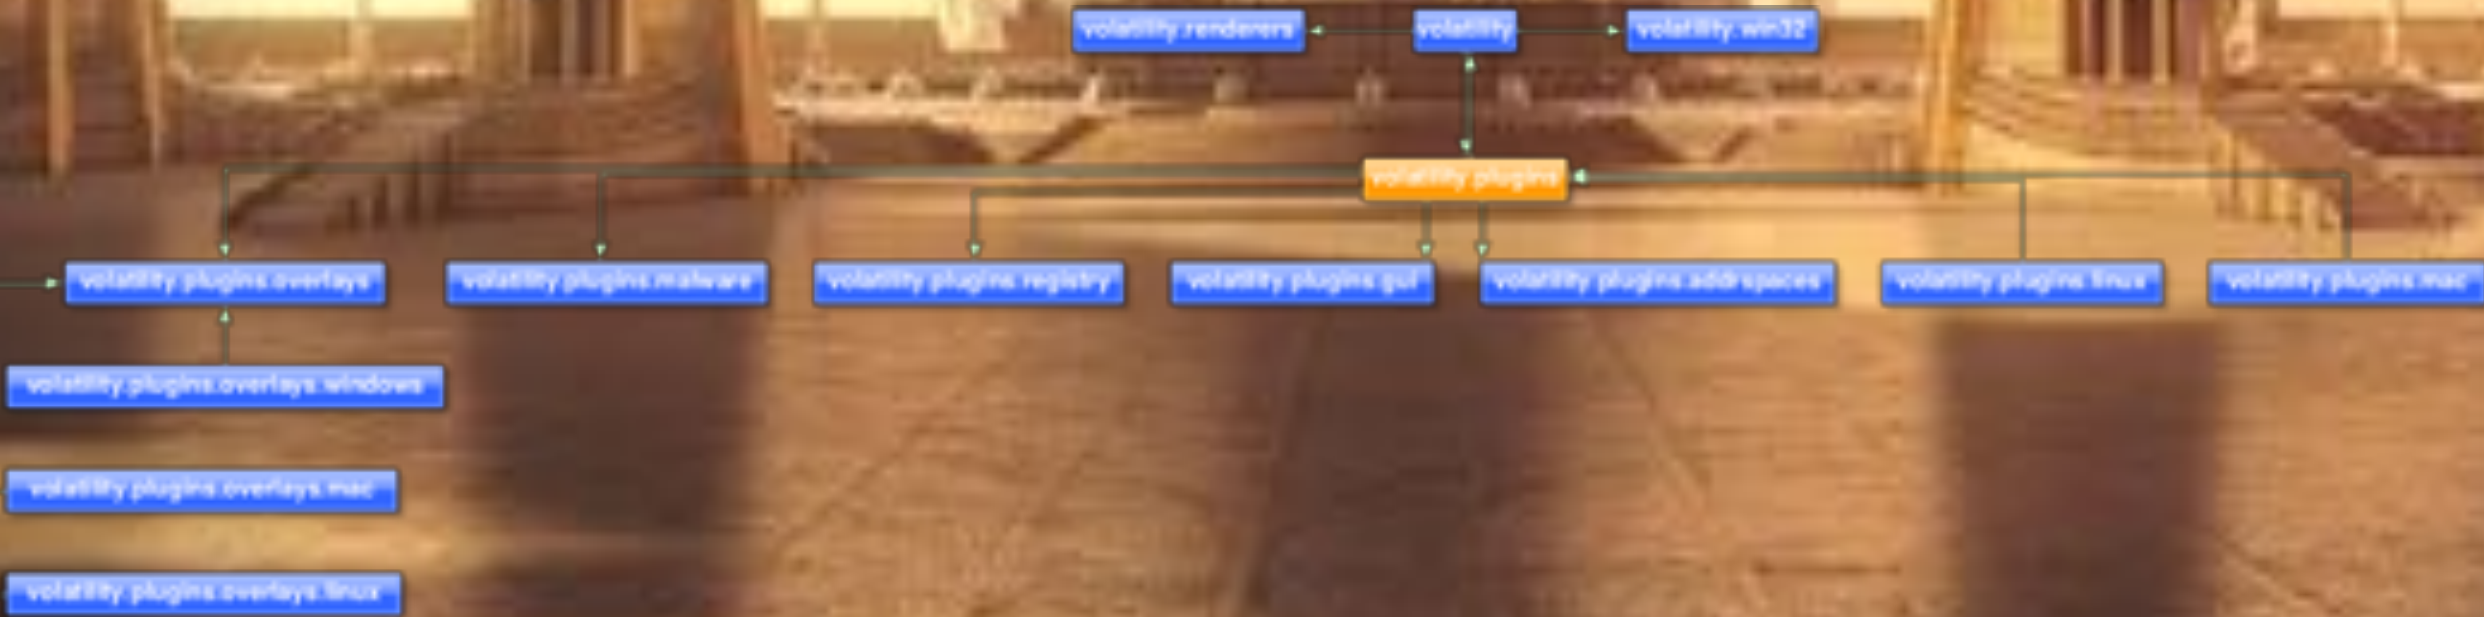 volatility.renderers
volatility
volatility.win32
volatility.plugins
volatility.plugins.overlays
volatility.plugins.malware
volatility.plugins.registry
volatility.plugins.gui
volatility.plugins.addrspaces
volatility.plugins.linux
volatility.plugins.mac
volatility.plugins.overlays.windows
volatility.plugins.overlays.mac
volatility.plugins.overlays.linux